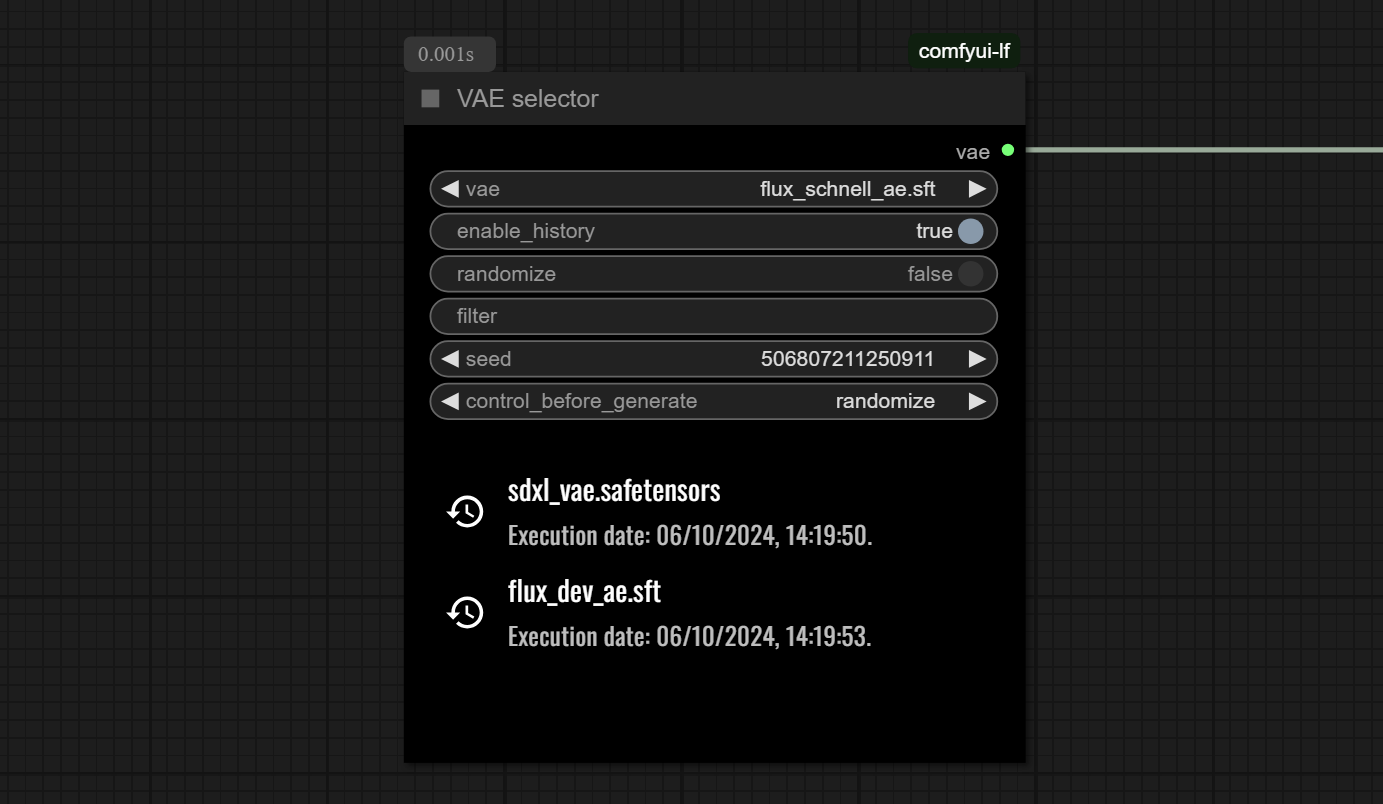 0.001s
comfyui-lf
VAE selector
vae
vae flux_schnell_ae.sft
enable_history true
randomize false
filter
seed 506807211250911
control_before_generate randomize
sdxl_vae.safetensors
Execution date: 06/10/2024, 14:19:50.
flux_dev_ae.sft
Execution date: 06/10/2024, 14:19:53.